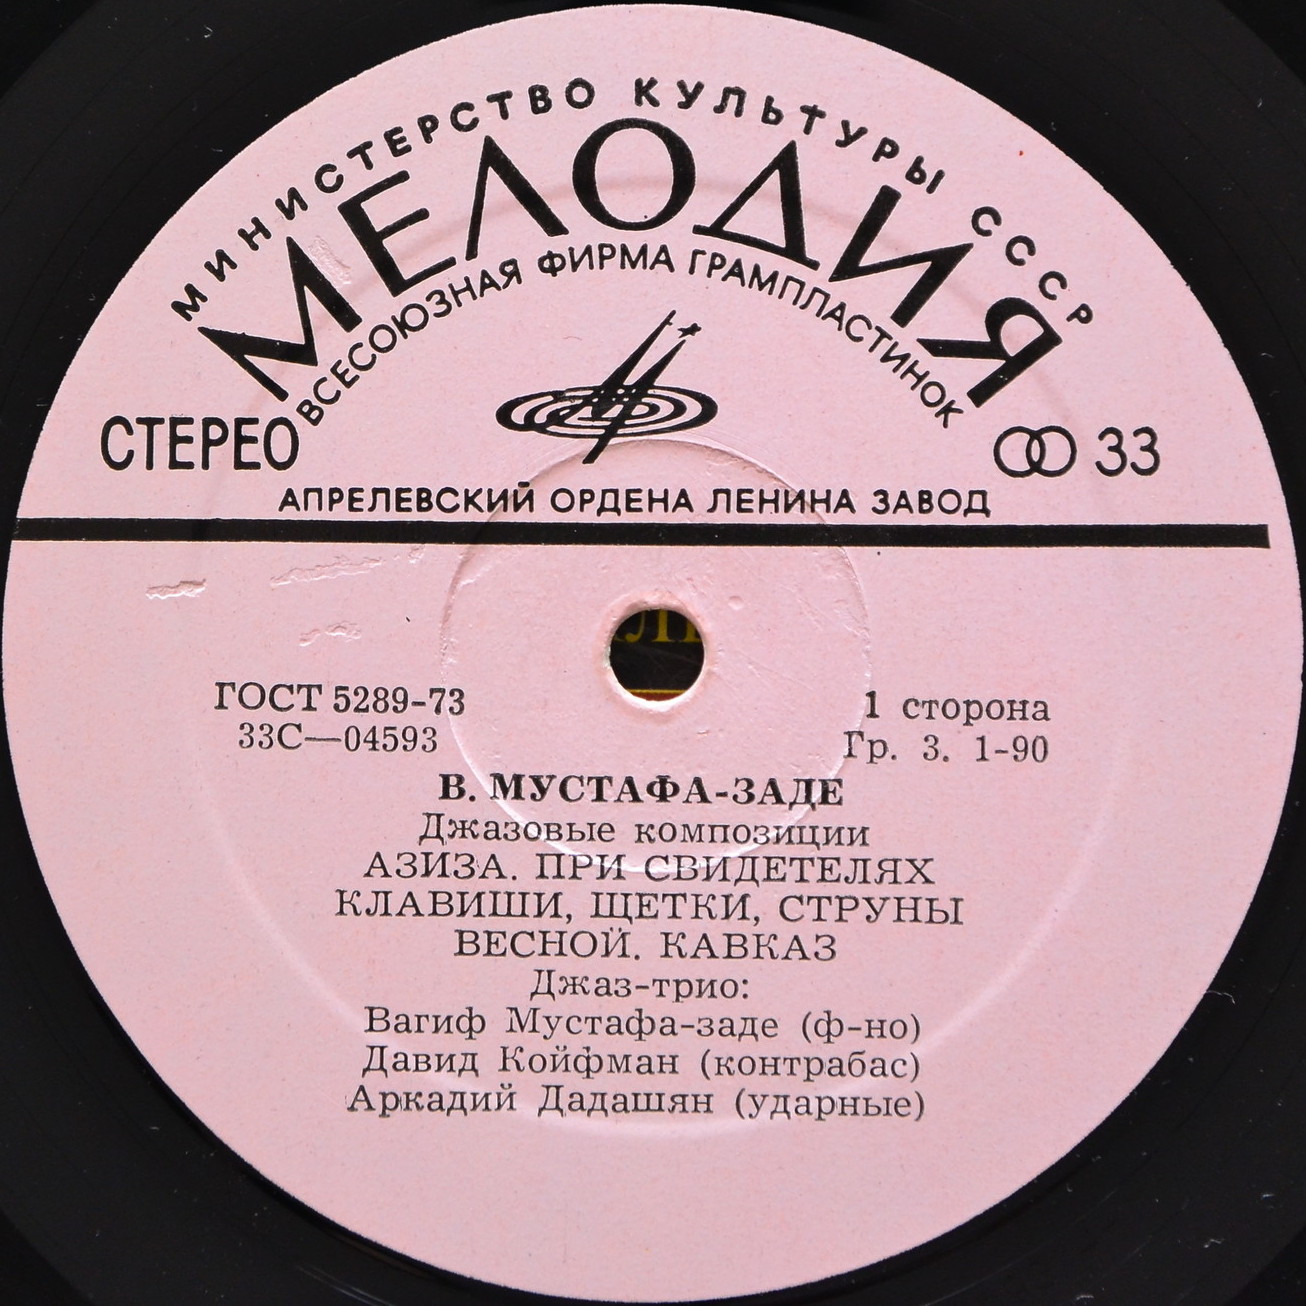 МИНИСТЕРСТВО КУЛЬТУРЫ СССР
МЕЛОДИЯ
ВСЕСОЮЗНАЯ ФИРМА ГРАМПЛАСТИНОК
СТЕРЕО
33
АПРЕЛЕВСКИЙ ОРДЕНА ЛЕНИНА ЗАВОД
ГОСТ 5289-73
1 сторона
33С—04593
Гр. 3. 1-90
В. МУСТАФА-ЗАДЕ
Джазовые композиции
АЗИЗА. ПРИ СВИДЕТЕЛЯХ
КЛАВИШИ, ЩЕТКИ, СТРУНЫ
ВЕСНОЙ. КАВКАЗ
Джаз-трио:
Вагиф Мустафа-заде (ф-но)
Давид Койфман (контрабас)
Аркадий Дадашян (ударные)